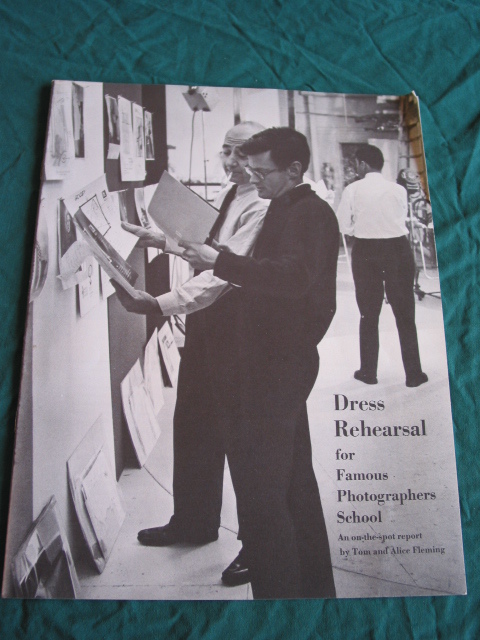 Dress
Rehearsal
for
Famous
Photographers
School
An on-the-spot report
by Tom and Alice Fleming